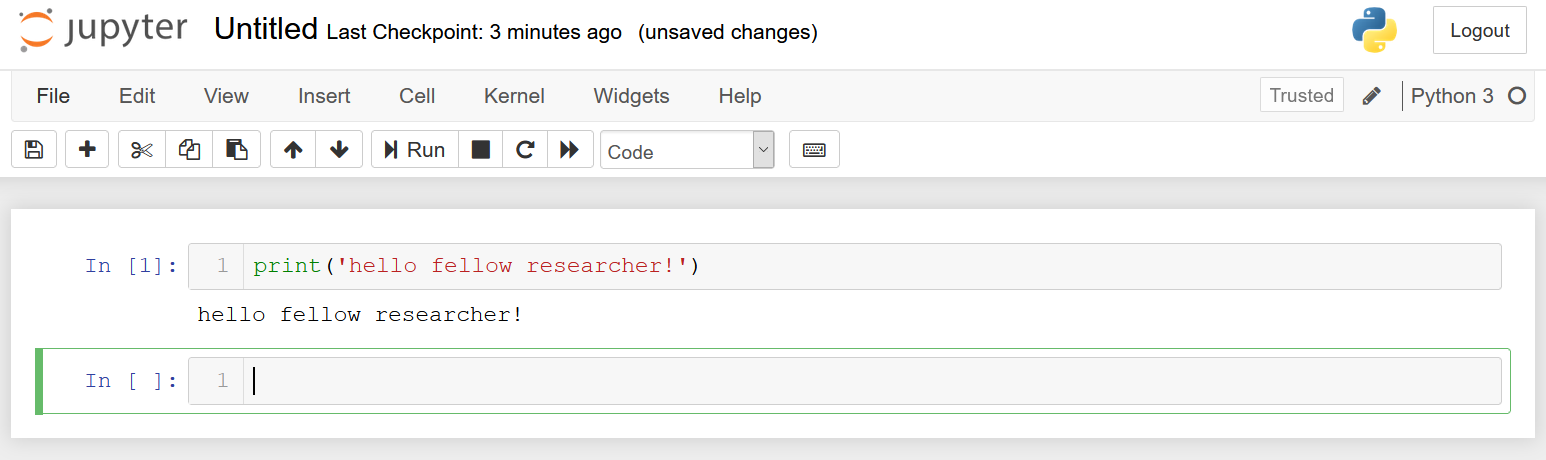 jupyter Untitled Last Checkpoint: 3 minutes ago (unsaved changes) Logout
File Edit View Insert Cell Kernel Widgets Help Trusted Python 3
Run Code
In [1]: 1 print('hello fellow researcher!')
hello fellow researcher!
In [ ]: 1